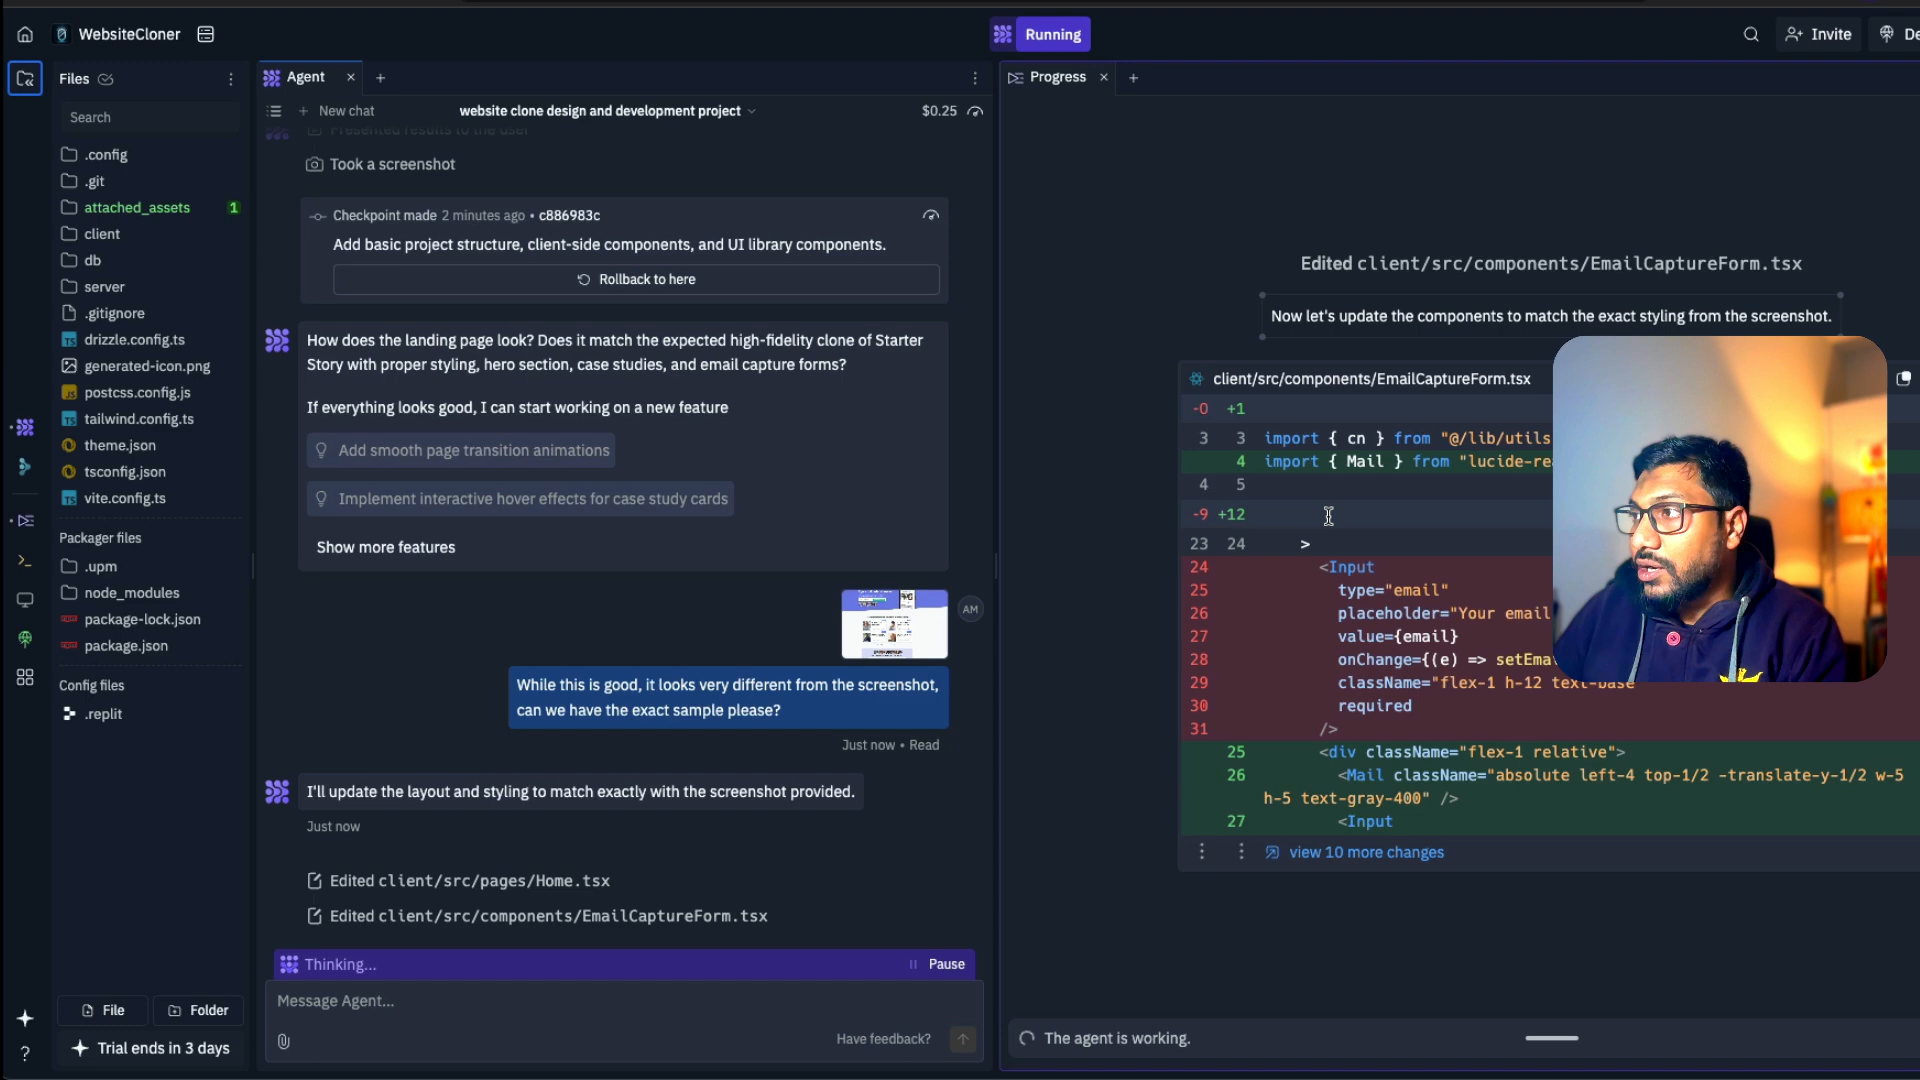 WebsiteCloner
Running
Invite
De
Files
Agent
Progress
Search
New chat
website clone design and development project
$0.25
.config
.git
attached_assets 1
client
db
server
.gitignore
drizzle.config.ts
generated-icon.png
postcss.config.js
tailwind.config.ts
theme.json
tsconfig.json
vite.config.ts
Packager files
.upm
node_modules
package-lock.json
package.json
Config files
.replit
File
Folder
Trial ends in 3 days
Presented results to the user
Took a screenshot
Checkpoint made 2 minutes ago • c886983c
Add basic project structure, client-side components, and UI library components.
Rollback to here
How does the landing page look? Does it match the expected high-fidelity clone of Starter
Story with proper styling, hero section, case studies, and email capture forms?
If everything looks good, I can start working on a new feature
Add smooth page transition animations
Implement interactive hover effects for case study cards
Show more features
AM
While this is good, it looks very different from the screenshot,
can we have the exact sample please?
Just now • Read
I'll update the layout and styling to match exactly with the screenshot provided.
Just now
Edited client/src/pages/Home.tsx
Edited client/src/components/EmailCaptureForm.tsx
Thinking...
Pause
Message Agent...
Have feedback?
Edited client/src/components/EmailCaptureForm.tsx
Now let's update the components to match the exact styling from the screenshot.
client/src/components/EmailCaptureForm.tsx
-0 +1
3 3 import { cn } from "@/lib/utils
4 import { Mail } from "lucide-re
4 5
-9 +12
23 24 >
24 <Input
25 type="email"
26 placeholder="Your email
27 value={email}
28 onChange={(e) => setEma
29 className="flex-1 h-12 text-base
30 required
31 />
25 <div className="flex-1 relative">
26 <Mail className="absolute left-4 top-1/2 -translate-y-1/2 w-5
h-5 text-gray-400" />
27 <Input
view 10 more changes
The agent is working.